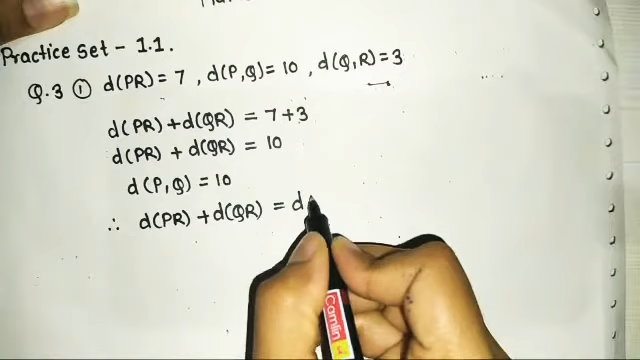 Practice Set - 1.1.
Q.3 ① d(PR) = 7 , d(P,Q) = 10 , d(Q,R) = 3
d(PR) + d(QR) = 7+3
d(PR) + d(QR) = 10
d(P,Q) = 10
∴ d(PR) + d(QR) = d
Camlin